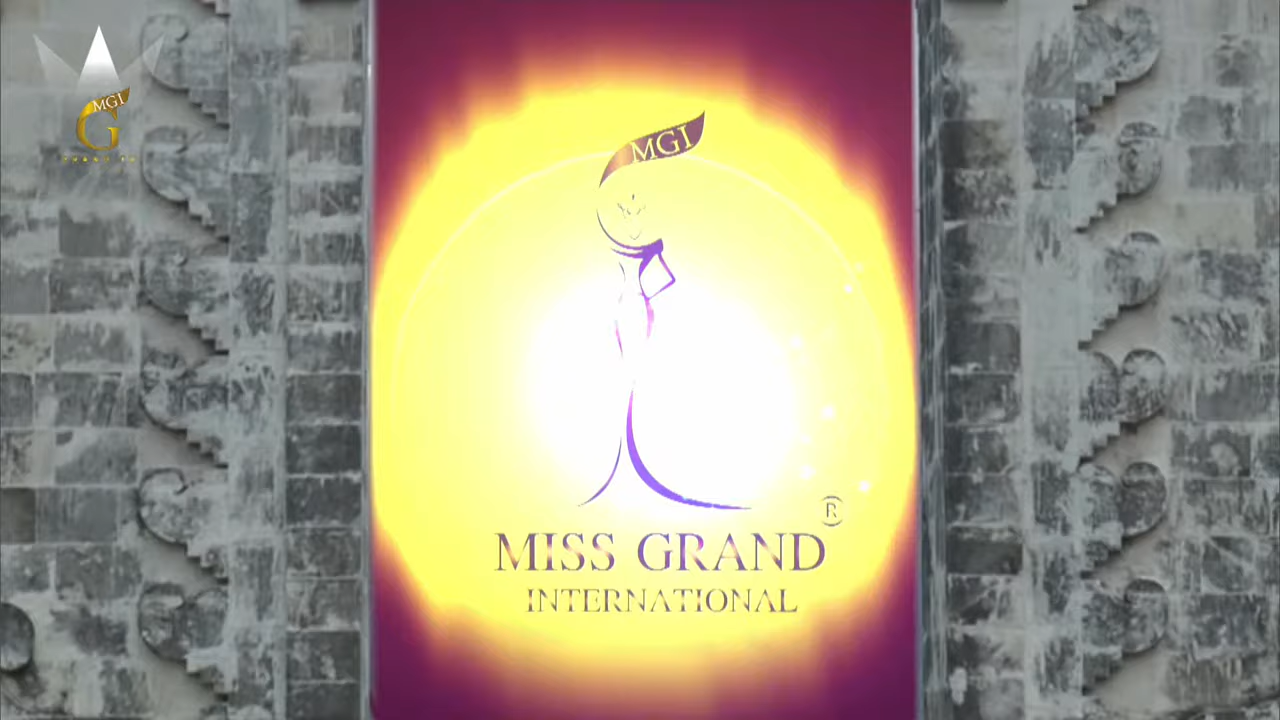 MGI
G
MGI
MISS GRAND
®
INTERNATIONAL